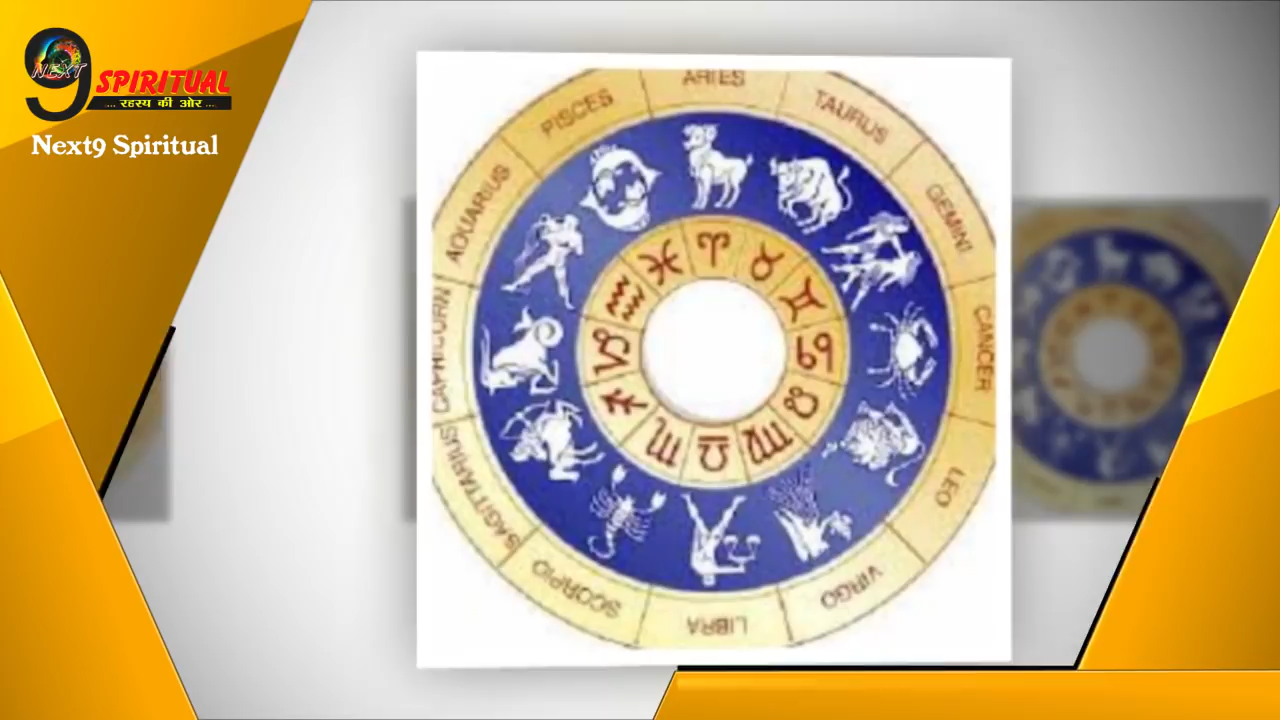 9
NEXT
SPIRITUAL
... रहस्य की ओर ...
Next9 Spiritual
ARIES
TAURUS
GEMINI
CANCER
LEO
VIRGO
LIBRA
SCORPIO
SAGITTARIUS
CAPRICORN
AQUARIUS
PISCES